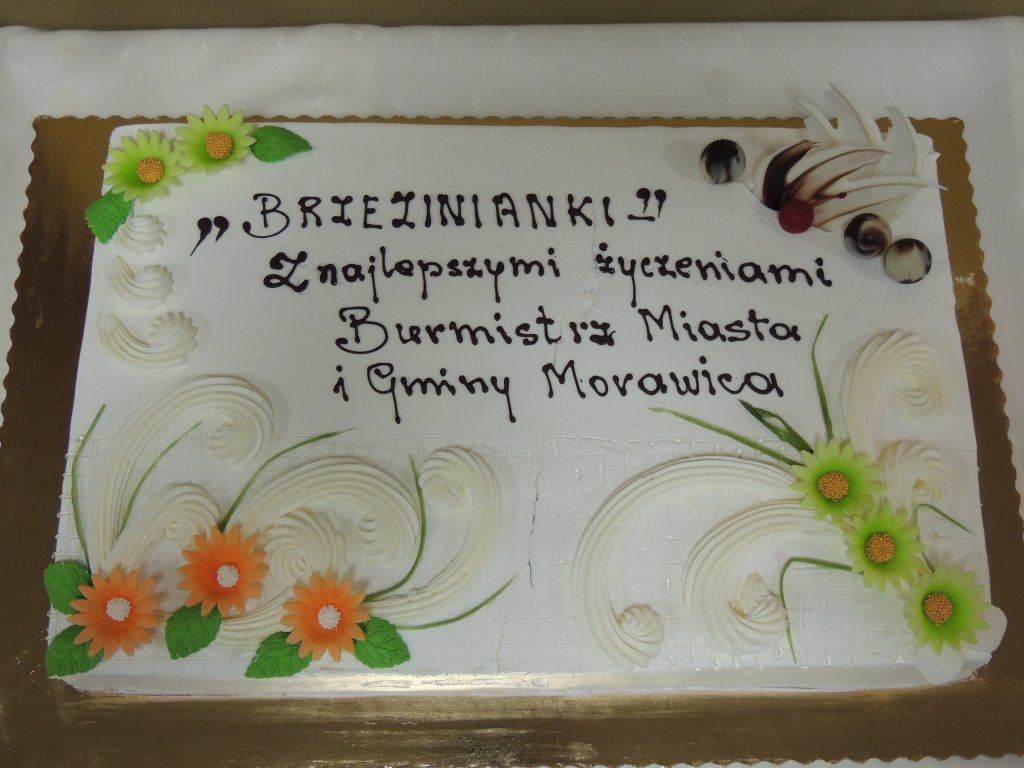 „BRZEZINIANKI"
Z najlepszymi życzeniami
Burmistrz Miasta
i Gminy Morawica